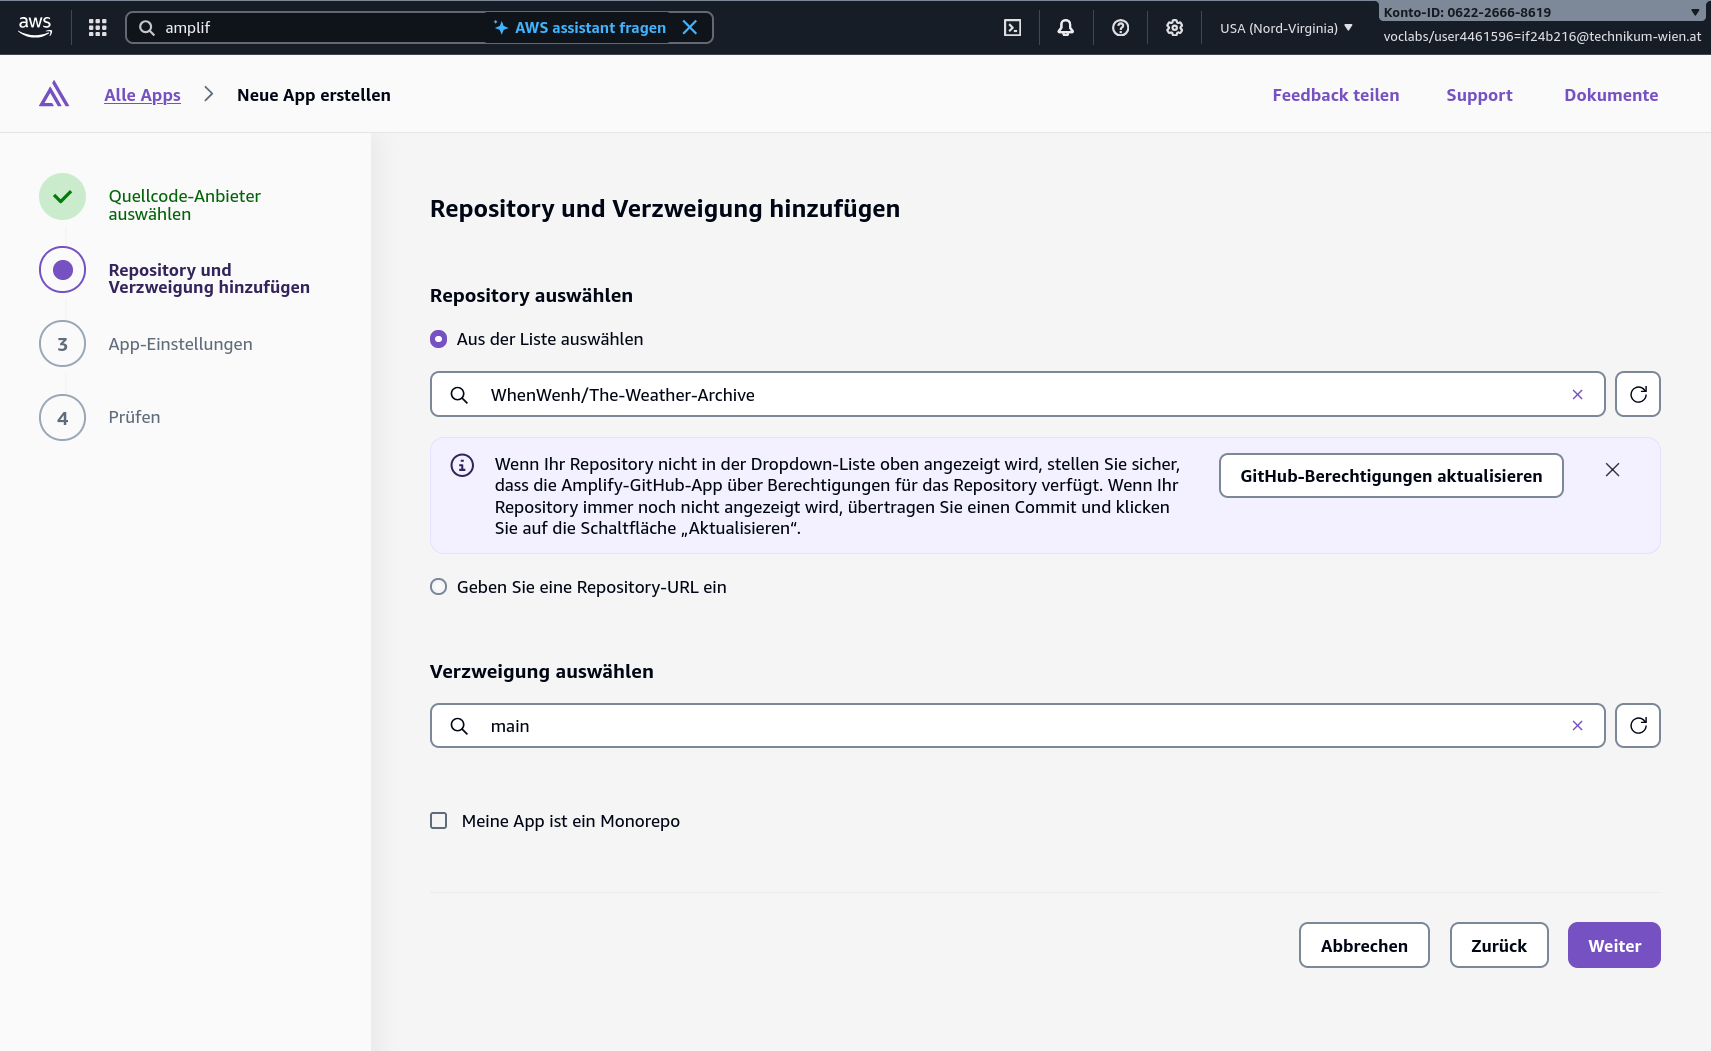 aws
amplif
AWS assistant fragen
USA (Nord-Virginia)
Konto-ID: 0622-2666-8619
voclabs/user4461596=if24b216@technikum-wien.at
Alle Apps
Neue App erstellen
Feedback teilen
Support
Dokumente
Quellcode-Anbieter
auswählen
Repository und
Verzweigung hinzufügen
3
App-Einstellungen
4
Prüfen
Repository und Verzweigung hinzufügen
Repository auswählen
Aus der Liste auswählen
WhenWenh/The-Weather-Archive
Wenn Ihr Repository nicht in der Dropdown-Liste oben angezeigt wird, stellen Sie sicher,
dass die Amplify-GitHub-App über Berechtigungen für das Repository verfügt. Wenn Ihr
Repository immer noch nicht angezeigt wird, übertragen Sie einen Commit und klicken
Sie auf die Schaltfläche „Aktualisieren“.
GitHub-Berechtigungen aktualisieren
Geben Sie eine Repository-URL ein
Verzweigung auswählen
main
Meine App ist ein Monorepo
Abbrechen
Zurück
Weiter